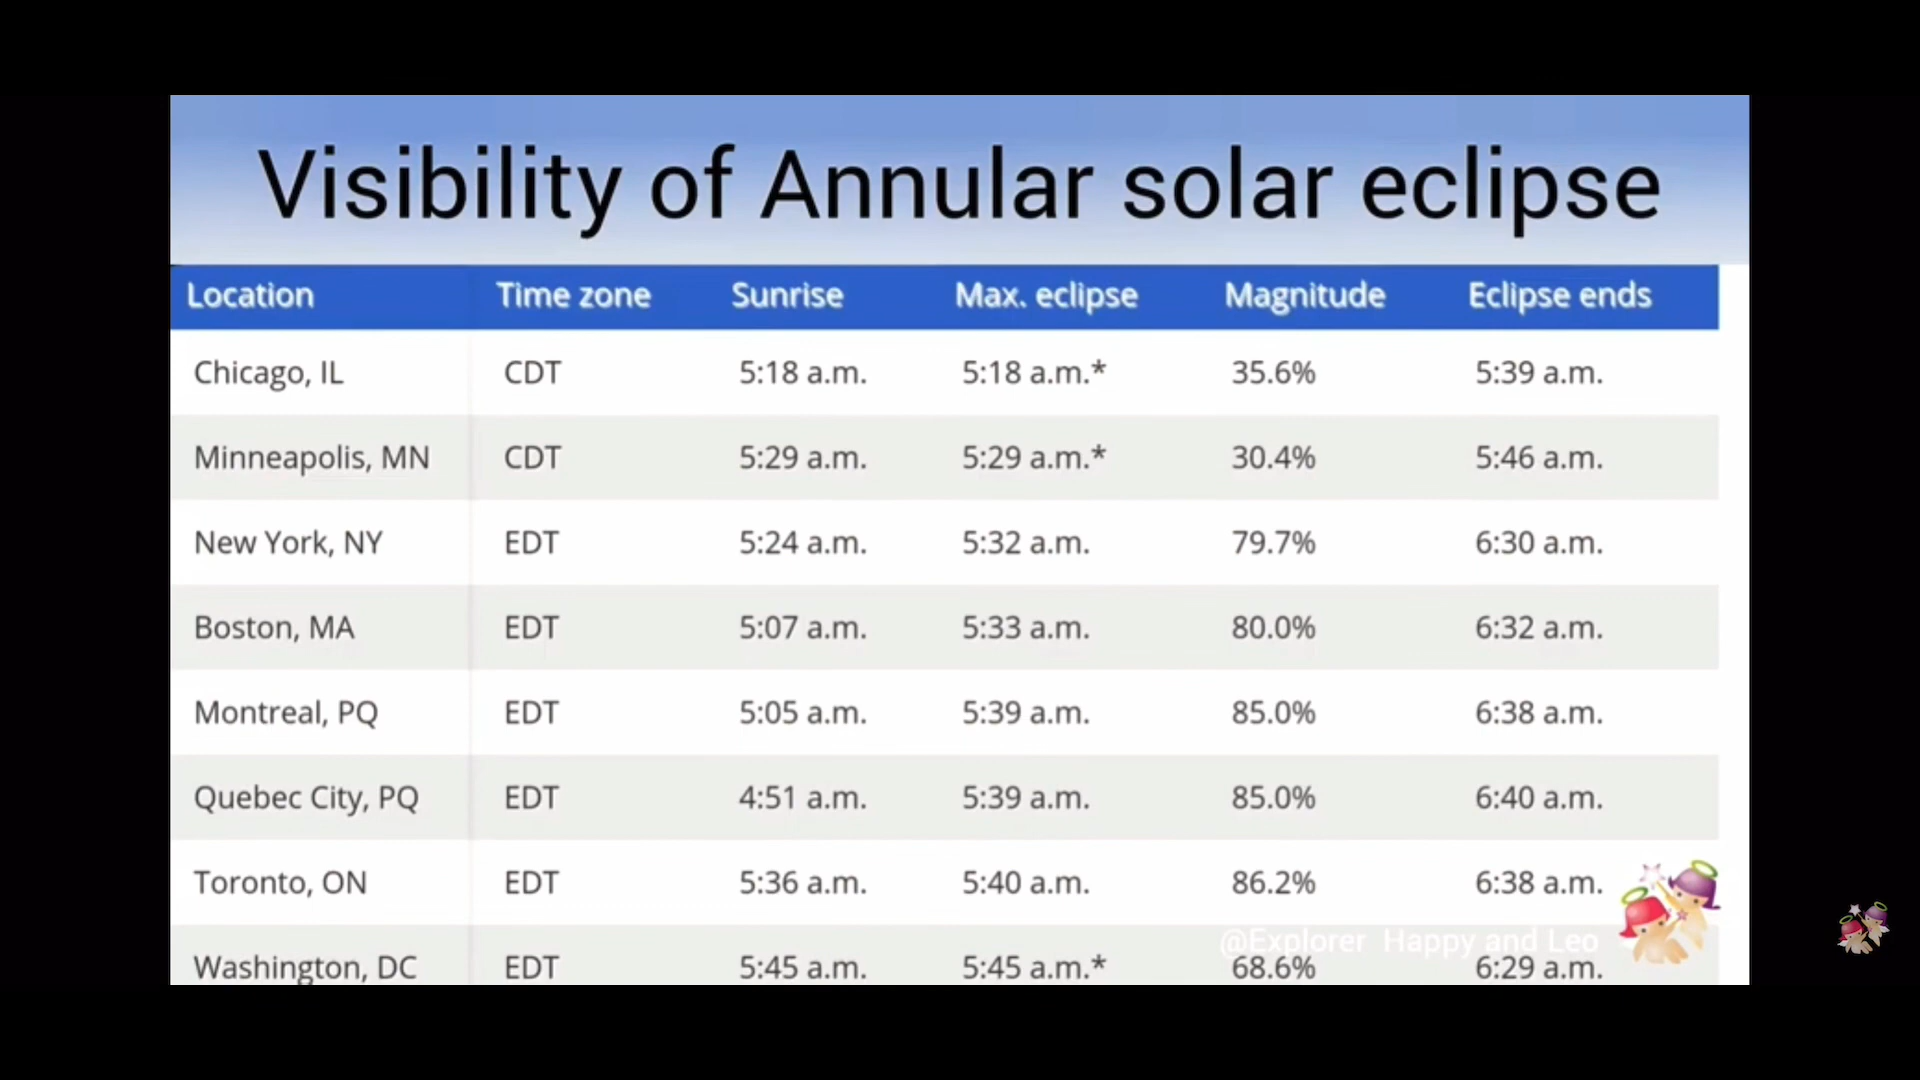 Visibility of Annular solar eclipse
Location Time zone Sunrise Max. eclipse Magnitude Eclipse ends
Chicago, IL CDT 5:18 a.m. 5:18 a.m.* 35.6% 5:39 a.m.
Minneapolis, MN CDT 5:29 a.m. 5:29 a.m.* 30.4% 5:46 a.m.
New York, NY EDT 5:24 a.m. 5:32 a.m. 79.7% 6:30 a.m.
Boston, MA EDT 5:07 a.m. 5:33 a.m. 80.0% 6:32 a.m.
Montreal, PQ EDT 5:05 a.m. 5:39 a.m. 85.0% 6:38 a.m.
Quebec City, PQ EDT 4:51 a.m. 5:39 a.m. 85.0% 6:40 a.m.
Toronto, ON EDT 5:36 a.m. 5:40 a.m. 86.2% 6:38 a.m.
@Explorer Happy and Leo
Washington, DC EDT 5:45 a.m. 5:45 a.m.* 68.6% 6:29 a.m.